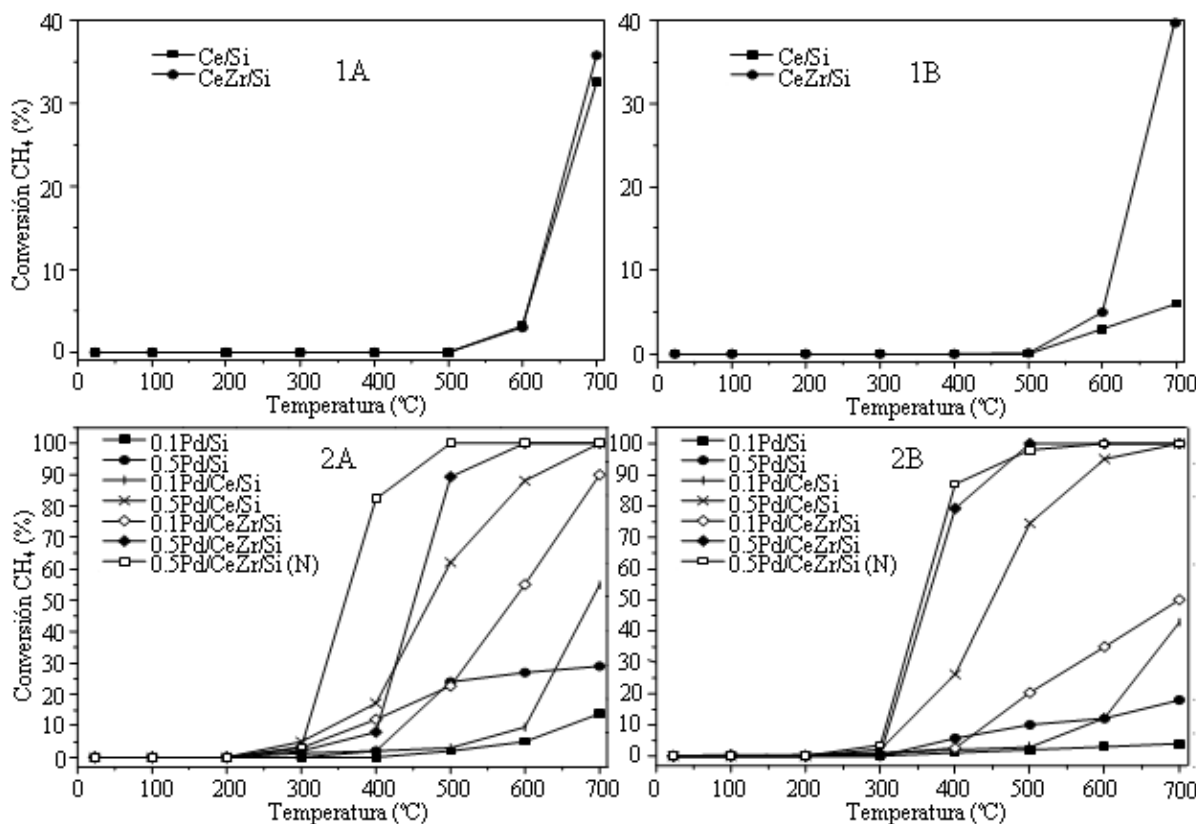 40
30
20
10
0
Conversión CH₄ (%)
Ce/Si
CeZr/Si
1A
0 100 200 300 400 500 600 700
Temperatura (ºC)
40
30
20
10
0
Ce/Si
CeZr/Si
1B
0 100 200 300 400 500 600 700
Temperatura (ºC)
100
90
80
70
60
50
40
30
20
10
0
Conversión CH₄ (%)
0.1Pd/Si
0.5Pd/Si
0.1Pd/Ce/Si
0.5Pd/Ce/Si
0.1Pd/CeZr/Si
0.5Pd/CeZr/Si
0.5Pd/CeZr/Si (N)
2A
0 100 200 300 400 500 600 700
Temperatura (ºC)
100
90
80
70
60
50
40
30
20
10
0
0.1Pd/Si
0.5Pd/Si
0.1Pd/Ce/Si
0.5Pd/Ce/Si
0.1Pd/CeZr/Si
0.5Pd/CeZr/Si
0.5Pd/CeZr/Si (N)
2B
0 100 200 300 400 500 600 700
Temperatura (ºC)